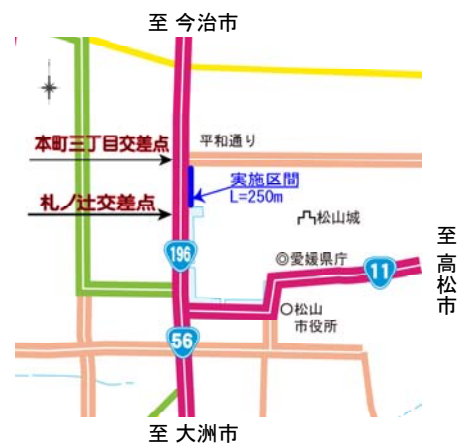 至 今治市
本町三丁目交差点
平和通り
実施区間
L=250m
札ノ辻交差点
松山城
196
◎愛媛県庁
11
至 高松市
○松山
市役所
56
至 大洲市